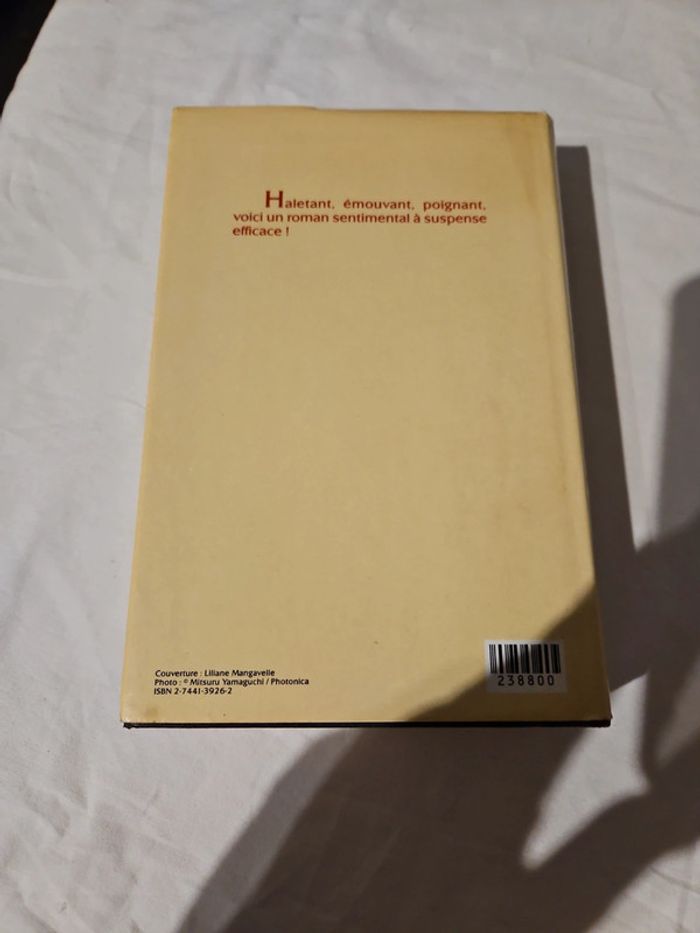 Haletant, émouvant, poignant,
voici un roman sentimental à suspense
efficace !
Couverture : Liliane Mangavelle
Photo : © Mitsuru Yamaguchi / Photonica
ISBN 2-7441-3926-2
238800